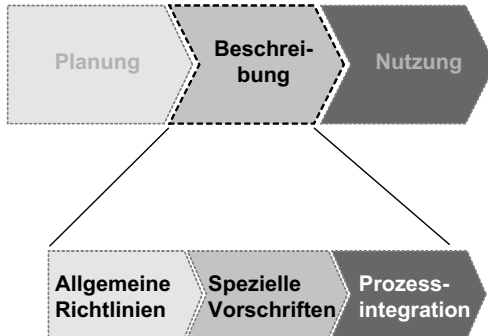 Planung
Beschrei-
bung
Nutzung
Allgemeine
Richtlinien
Spezielle
Vorschriften
Prozess-
integration